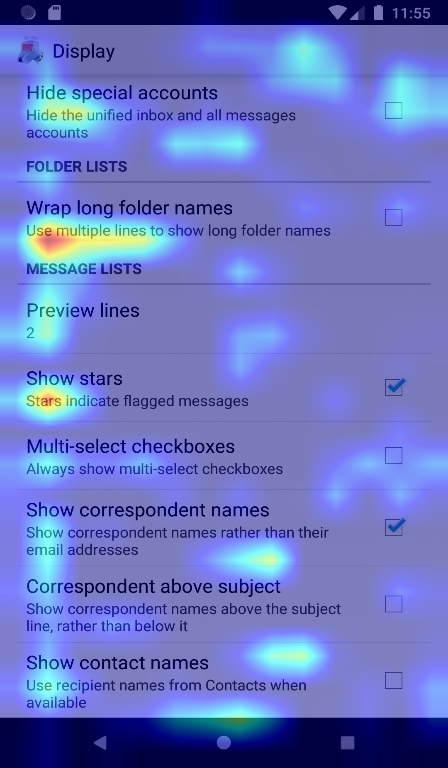 11:55
Display
Hide special accounts
Hide the unified inbox and all messages
accounts
FOLDER LISTS
Wrap long folder names
Use multiple lines to show long folder names
MESSAGE LISTS
Preview lines
2
Show stars
Stars indicate flagged messages
Multi-select checkboxes
Always show multi-select checkboxes
Show correspondent names
Show correspondent names rather than their
email addresses
Correspondent above subject
Show correspondent names above the subject
line, rather than below it
Show contact names
Use recipient names from Contacts when
available